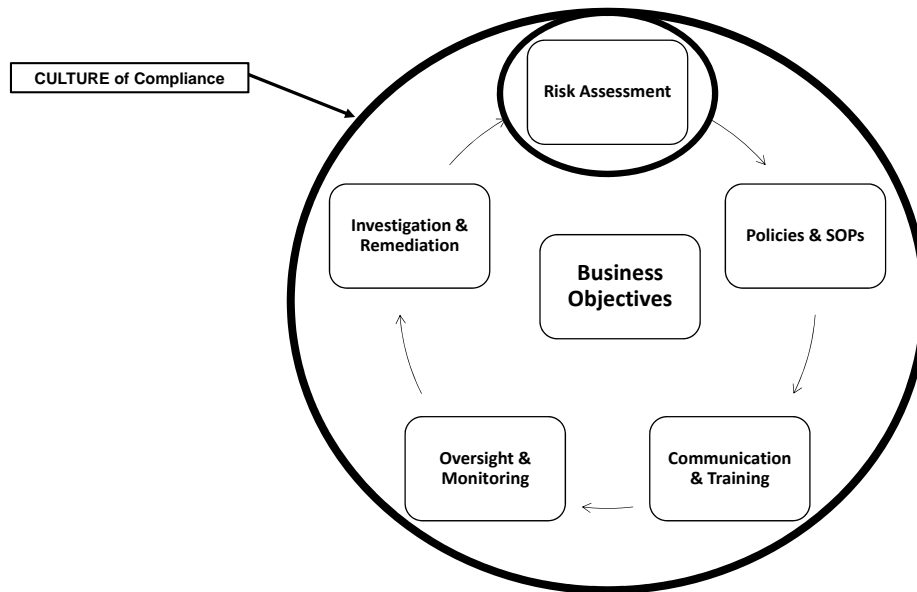 CULTURE of Compliance
Risk Assessment
Investigation &
Remediation
Policies & SOPs
Business
Objectives
Oversight &
Monitoring
Communication
& Training